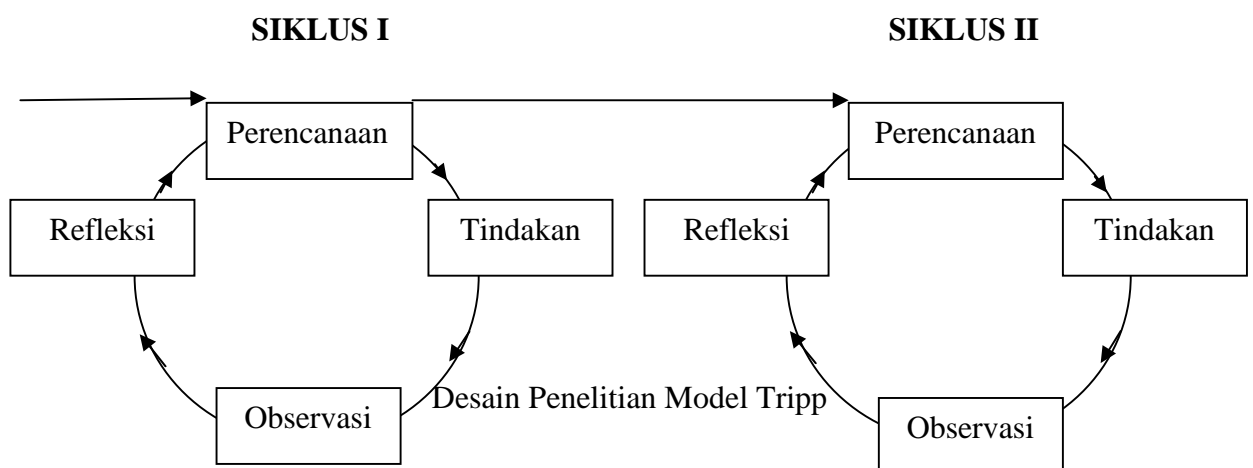 SIKLUS I
SIKLUS II
Perencanaan
Perencanaan
Refleksi
Tindakan
Refleksi
Tindakan
Observasi
Desain Penelitian Model Tripp
Observasi